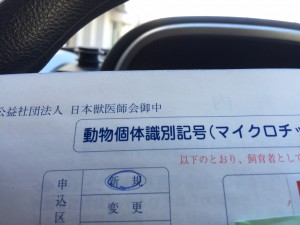 公益社団法人 日本獣医師会御中
動物個体識別記号(マイクロチッ
以下のとおり、飼育者として
申込区
新規
変更